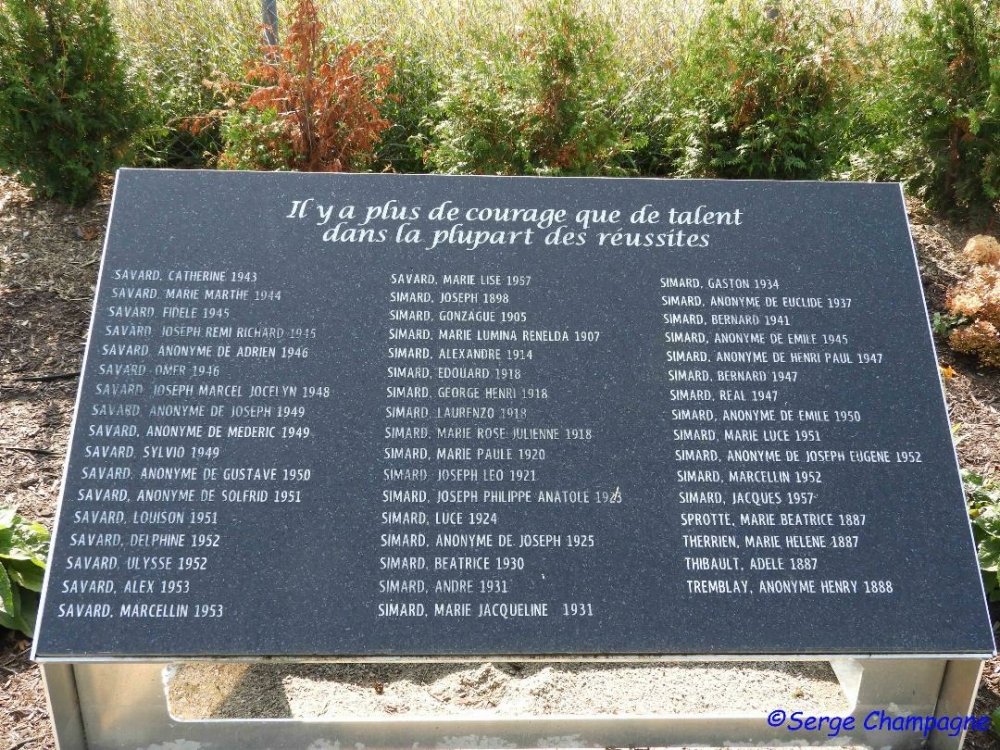 Il y a plus de courage que de talent
dans la plupart des réussites
SAVARD, CATHERINE 1943
SAVARD, MARIE MARTHE 1944
SAVARD, FIDELE 1945
SAVARD, JOSEPH REMI RICHARD 1945
SAVARD, ANONYME DE ADRIEN 1946
SAVARD, OMER 1946
SAVARD, JOSEPH MARCEL JOCELYN 1948
SAVARD, ANONYME DE JOSEPH 1949
SAVARD, ANONYME DE MEDERIC 1949
SAVARD, SYLVIO 1949
SAVARD, ANONYME DE GUSTAVE 1950
SAVARD, ANONYME DE SOLFRID 1951
SAVARD, LOUISON 1951
SAVARD, DELPHINE 1952
SAVARD, ULYSSE 1952
SAVARD, ALEX 1953
SAVARD, MARCELLIN 1953
SAVARD, MARIE LISE 1957
SIMARD, JOSEPH 1898
SIMARD, GONZAGUE 1905
SIMARD, MARIE LUMINA RENELDA 1907
SIMARD, ALEXANDRE 1914
SIMARD, EDOUARD 1918
SIMARD, GEORGE HENRI 1918
SIMARD, LAURENZO 1918
SIMARD, MARIE ROSE JULIENNE 1918
SIMARD, MARIE PAULE 1920
SIMARD, JOSEPH LEO 1921
SIMARD, JOSEPH PHILIPPE ANATOLE 1923
SIMARD, LUCE 1924
SIMARD, ANONYME DE JOSEPH 1925
SIMARD, BEATRICE 1930
SIMARD, ANDRE 1931
SIMARD, MARIE JACQUELINE 1931
SIMARD, GASTON 1934
SIMARD, ANONYME DE EUCLIDE 1937
SIMARD, BERNARD 1941
SIMARD, ANONYME DE EMILE 1945
SIMARD, ANONYME DE HENRI PAUL 1947
SIMARD, BERNARD 1947
SIMARD, REAL 1947
SIMARD, ANONYME DE EMILE 1950
SIMARD, MARIE LUCE 1951
SIMARD, ANONYME DE JOSEPH EUGENE 1952
SIMARD, MARCELLIN 1952
SIMARD, JACQUES 1957
SPROTTE, MARIE BEATRICE 1887
THERRIEN, MARIE HELENE 1887
THIBAULT, ADELE 1887
TREMBLAY, ANONYME HENRY 1888
©Serge Champagne